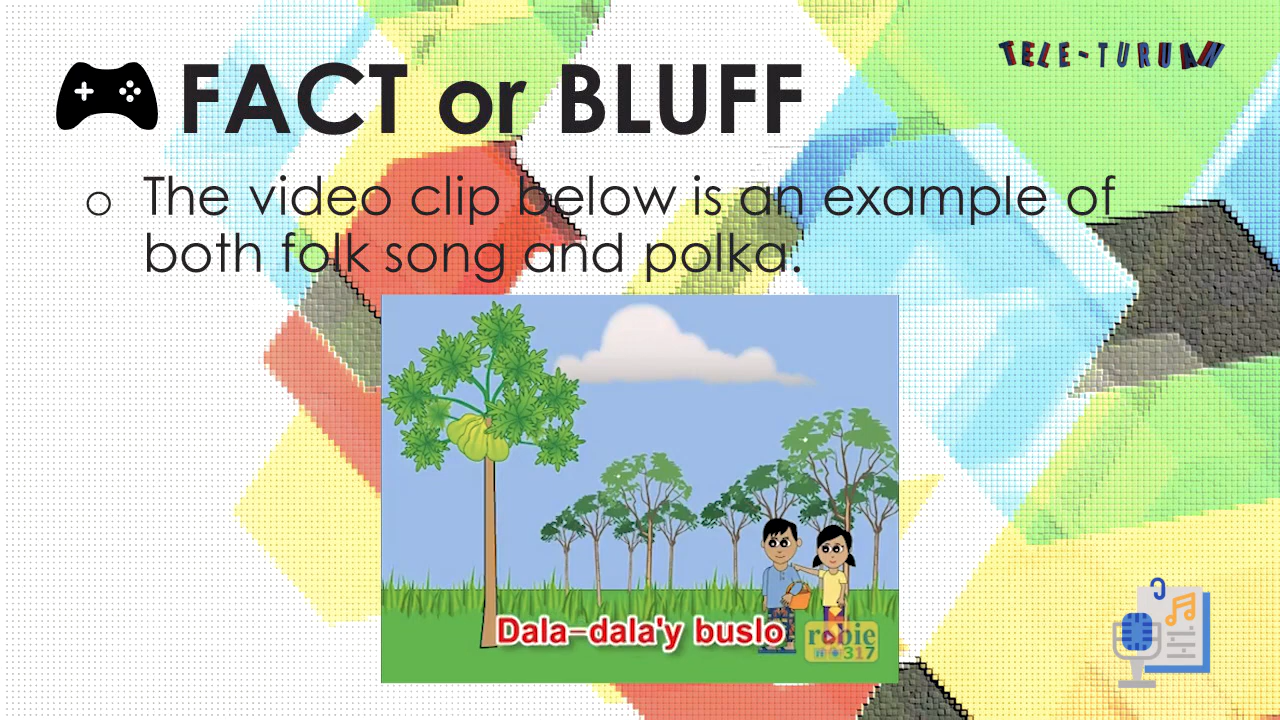 TELE-TURUAN
FACT or BLUFF
o The video clip below is an example of
both folk song and polka.
Dala-dala'y buslo
robie
317